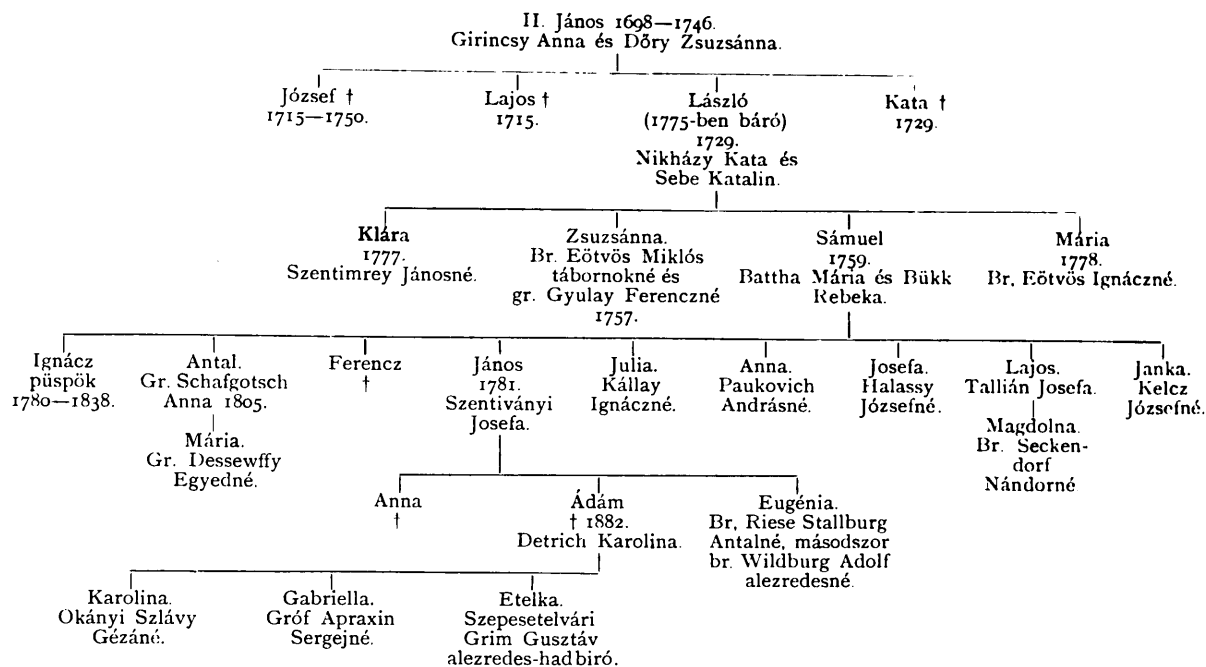 II. János 1698—1746.
Girincsy Anna és Dőry Zsuzsánna.
József †
1715—1750.
Lajos †
1715.
László
(1775-ben báró)
1729.
Nikházy Kata és
Sebe Katalin.
Kata †
1729.
Klára
1777.
Szentimrey Jánosné.
Zsuzsánna.
Br. Eötvös Miklós
tábornokné és
gr. Gyulay Ferenczné
1757.
Sámuel
1759.
Battha Mária és Bükk
Rebeka.
Mária
1778.
Br, Eötvös Ignáczné.
Ignácz
püspök
1780—1838.
Antal.
Gr. Schafgotsch
Anna 1805.
Mária.
Gr. Dessewffy
Egyedné.
Ferencz
†
János
1781.
Szentiványi
Josefa.
Julia.
Kállay
Ignáczné.
Anna.
Paukovich
Andrásné.
Josefa.
Halassy
Józsefné.
Lajos.
Tallián Josefa.
Magdolna.
Br. Secken-
dorf
Nándorné
Janka.
Kelcz
Józsefné.
Anna
†
Ádám
† 1882.
Detrich Karolina.
Eugénia.
Br, Riese Stallburg
Antalné, másodszor
br. Wildburg Adolf
alezredesné.
Karolina.
Okányi Szlávy
Gézáné.
Gabriella.
Gróf Apraxin
Sergejné.
Etelka.
Szepesetelvári
Grim Gusztáv
alezredes-hadbiró.